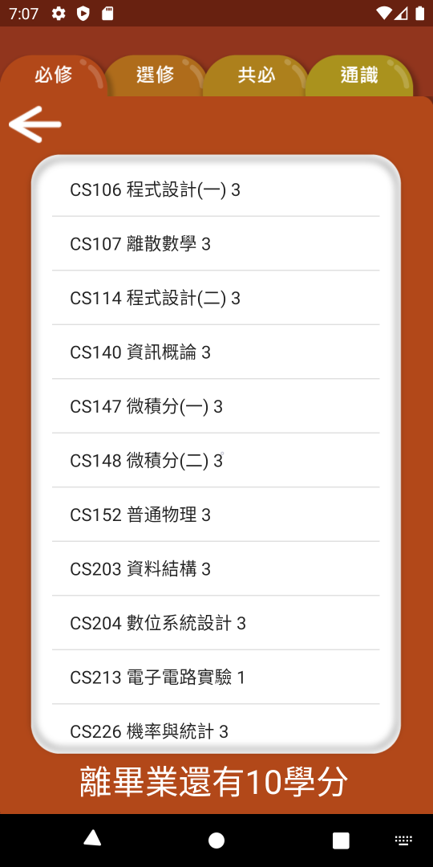 7:07
必修 選修 共必 通識
CS106 程式設計(一) 3
CS107 離散數學 3
CS114 程式設計(二) 3
CS140 資訊概論 3
CS147 微積分(一) 3
CS148 微積分(二) 3
CS152 普通物理 3
CS203 資料結構 3
CS204 數位系統設計 3
CS213 電子電路實驗 1
CS226 機率與統計 3
離畢業還有10學分